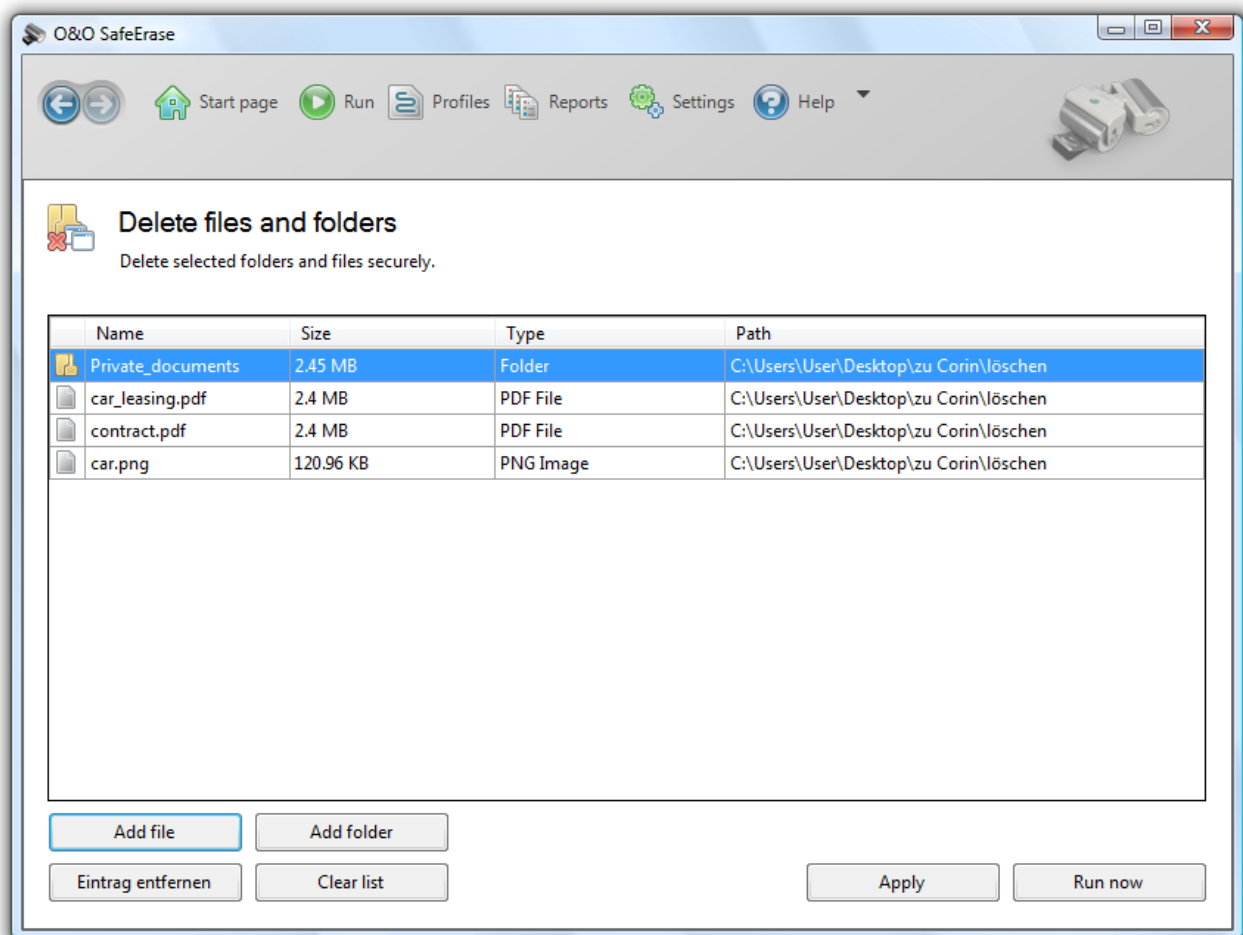 O&O SafeErase
Start page Run Profiles Reports Settings Help
Delete files and folders
Delete selected folders and files securely.
Name Size Type Path
Private_documents 2.45 MB Folder C:\Users\User\Desktop\zu Corin\löschen
car_leasing.pdf 2.4 MB PDF File C:\Users\User\Desktop\zu Corin\löschen
contract.pdf 2.4 MB PDF File C:\Users\User\Desktop\zu Corin\löschen
car.png 120.96 KB PNG Image C:\Users\User\Desktop\zu Corin\löschen
Add file Add folder
Eintrag entfernen Clear list Apply Run now